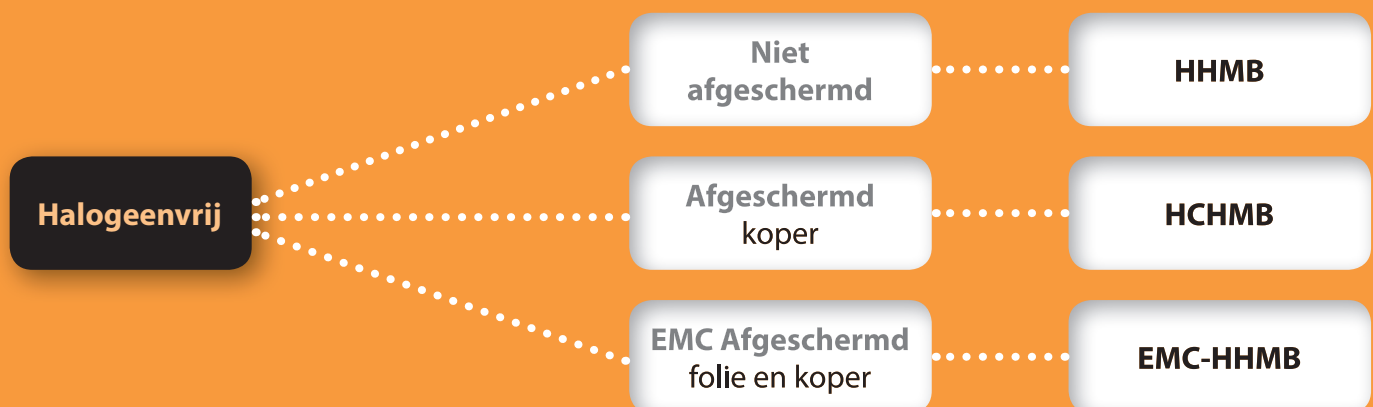 Niet
afgeschermd
HHMB
Halogeenvrij
Afgeschermd
koper
HCHMB
EMC Afgeschermd
folie en koper
EMC-HHMB